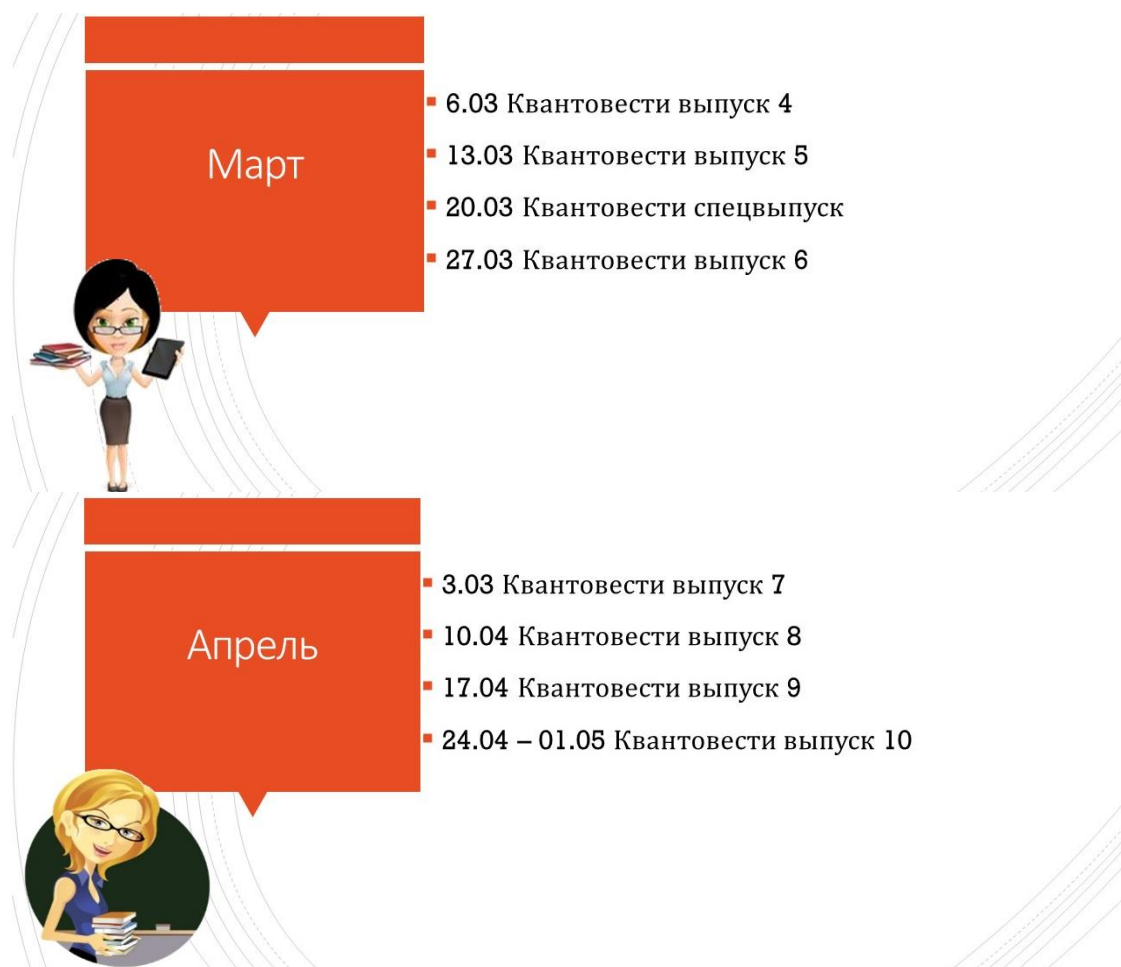 Март
6.03 Квантовести выпуск 4
13.03 Квантовести выпуск 5
20.03 Квантовести спецвыпуск
27.03 Квантовести выпуск 6
Апрель
3.03 Квантовести выпуск 7
10.04 Квантовести выпуск 8
17.04 Квантовести выпуск 9
24.04 – 01.05 Квантовести выпуск 10